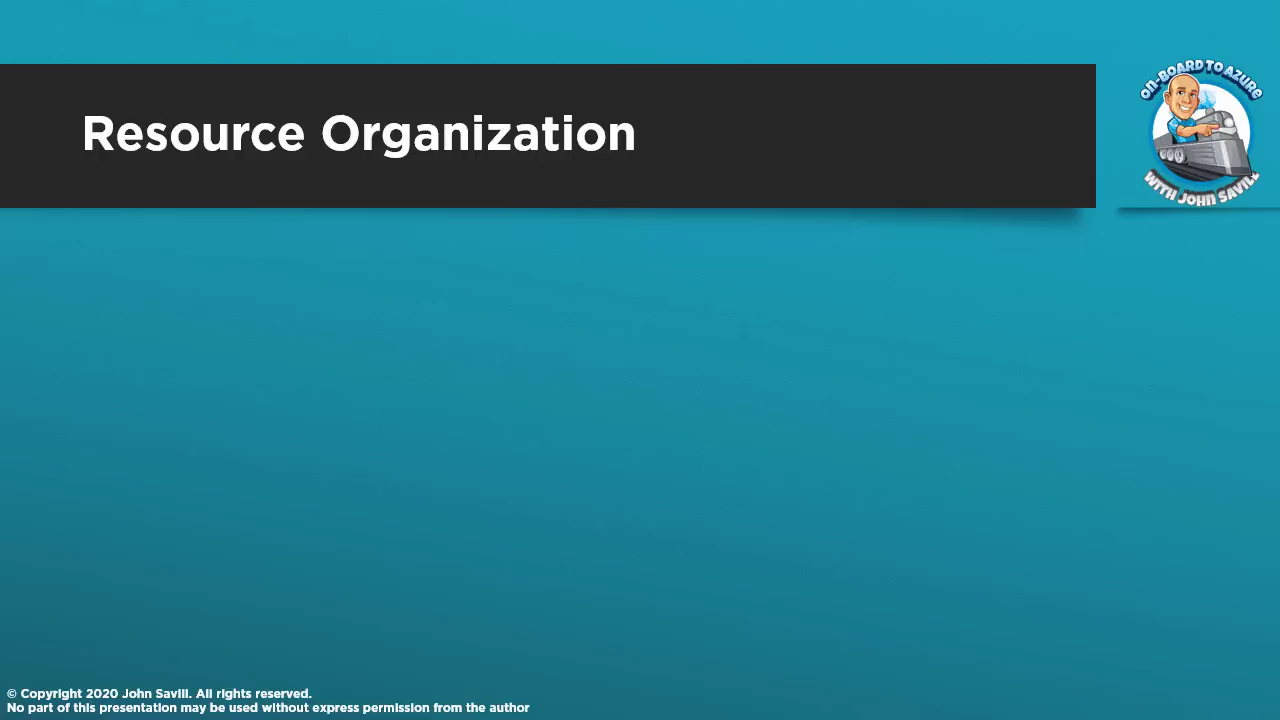 Resource Organization
ON-BOARD TO AZURE
WITH JOHN SAVILL
© Copyright 2020 John Savill. All rights reserved.
No part of this presentation may be used without express permission from the author